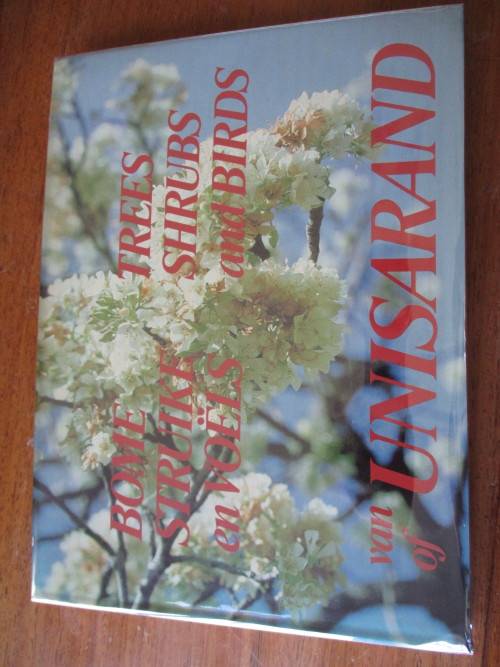 BOME TREES
STRUIKE SHRUBS
en VOËLS and BIRDS
van
of
UNISARAND